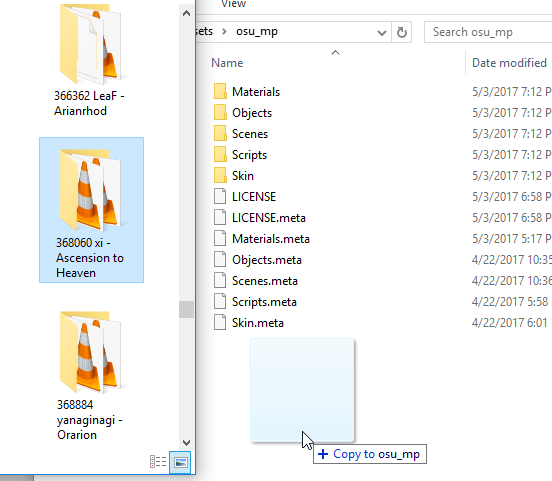 View
sets › osu_mp
Search osu_mp
Name
Date modified
366362 LeaF -
Arianrhod
368060 xi -
Ascension to
Heaven
368884
yanaginagi -
Orarion
Materials 5/3/2017 7:12 P
Objects 5/3/2017 7:12 P
Scenes 5/3/2017 7:12 P
Scripts 5/3/2017 7:12 P
Skin 5/3/2017 7:12 P
LICENSE 5/3/2017 6:58 P
LICENSE.meta 5/3/2017 6:58 P
Materials.meta 5/3/2017 5:17 P
Objects.meta 4/22/2017 10:35
Scenes.meta 4/22/2017 10:36
Scripts.meta 4/22/2017 5:58
Skin.meta 4/22/2017 6:01
Copy to osu_mp